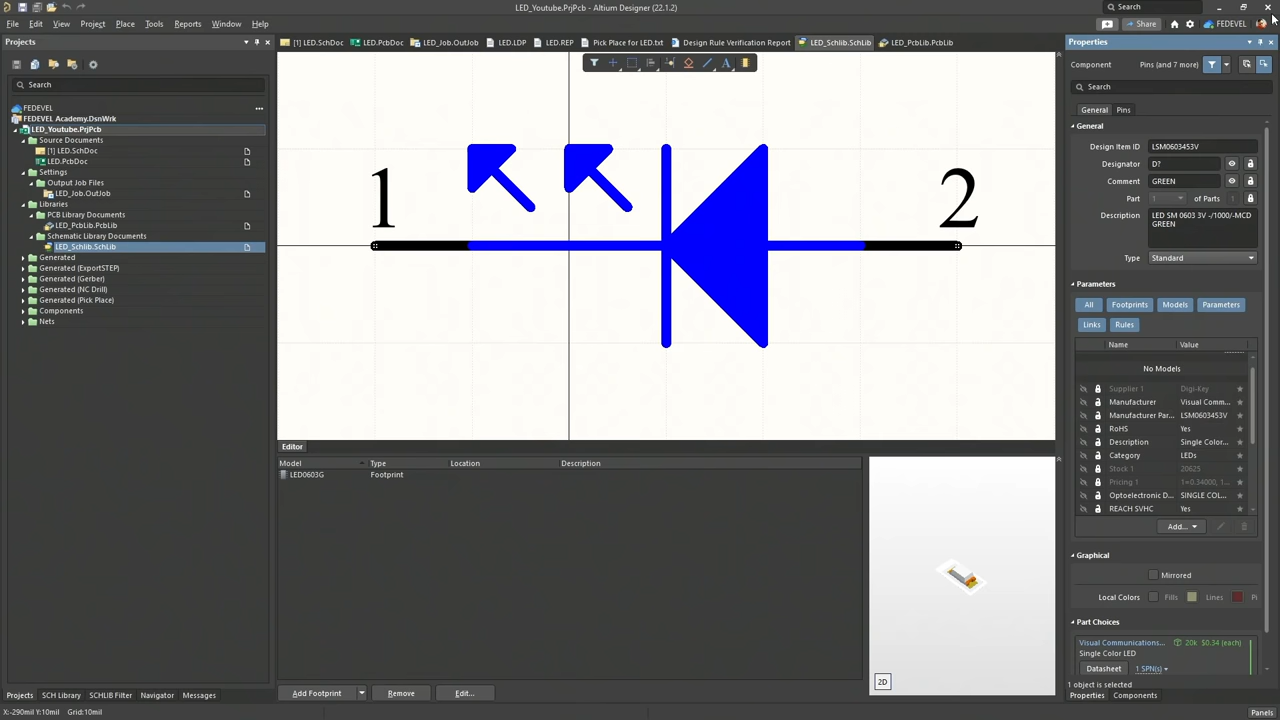 LED_Youtube.PrjPcb - Altium Designer (22.1.2)
Search
File Edit View Project Place Tools Reports Window Help
Share
FEDEVEL
Projects
[1] LED.SchDoc LED.PcbDoc LED_Job.OutJob LED.LDP LED.REP Pick Place for LED.txt Design Rule Verification Report LED_Schlib.SchLib LED_PcbLib.PcbLib
Properties
Component Pins (and 7 more)
Search
Search
FEDEVEL
FEDEVEL Academy.DsnWrk
LED_Youtube.PrjPcb
Source Documents
[1] LED.SchDoc
LED.PcbDoc
Settings
Output Job Files
LED_Job.OutJob
Libraries
PCB Library Documents
LED_PcbLib.PcbLib
Schematic Library Documents
LED_Schlib.SchLib
Generated
Generated (ExportSTEP)
Generated (Gerber)
Generated (NC Drill)
Generated (Pick Place)
Components
Nets
1
2
A
General Pins
General
Design Item ID LSM0603453V
Designator D?
Comment GREEN
Part of Parts
Description LED SM 0603 3V -/1000/-MCD
GREEN
Type Standard
Parameters
All Footprints Models Parameters
Links Rules
Name Value
No Models
Supplier 1 Digi-Key
Manufacturer Visual Comm...
Manufacturer Par... LSM0603453V
RoHS Yes
Description Single Color...
Category LEDs
Stock 1 20625
Pricing 1 1=0.34000, 1...
Optoelectronic D... SINGLE COL...
REACH SVHC Yes
Add...
Graphical
Mirrored
Local Colors Fills Lines Pi
Part Choices
Visual Communications... 20k $0.34 (each)
Single Color LED
Datasheet 1 SPN(s)
1 object is selected
Properties Components
Editor
Model Type Location Description
LED0603G Footprint
2D
Add Footprint Remove Edit...
Projects SCH Library SCHLIB Filter Navigator Messages
X:-290mil Y:10mil Grid:10mil
Panels